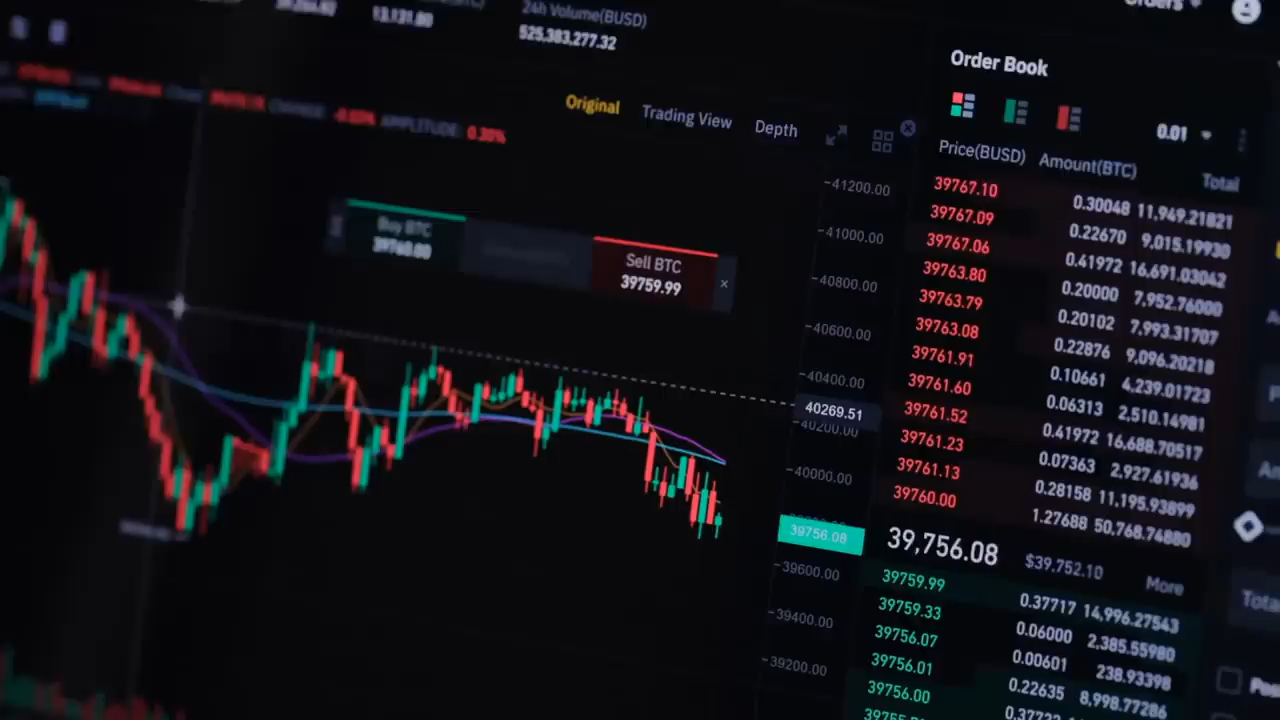 Orders
24h Volume(BUSD)
525,383,277.32
Order Book
Original
Trading View
Depth
0.01
Price(BUSD) Amount(BTC) Total
Buy BTC
39760.00
Sell BTC
39759.99
41200.00
41000.00
40800.00
40600.00
40400.00
40269.51
40200.00
40000.00
39756.08
39600.00
39400.00
39200.00
39767.10 0.30048 11,949.21821
39767.09 0.22670 9,015.19930
39767.06 0.41972 16,691.03042
39763.80 0.20000 7,952.76000
39763.79 0.20102 7,993.31707
39763.08 0.22876 9,096.20218
39761.91 0.10661 4,239.01723
39761.60 0.06313 2,510.14981
39761.52 0.41972 16,688.70517
39761.23 0.07363 2,927.61936
39761.13 0.28158 11,195.93899
39760.00 1.27688 50,768.74880
39,756.08 $39,752.10 More
39759.99 0.37717 14,996.27543
39759.33 0.06000 2,385.55980
39756.07 0.00601 238.93398
39756.01 0.22635 8,998.77286
39756.00